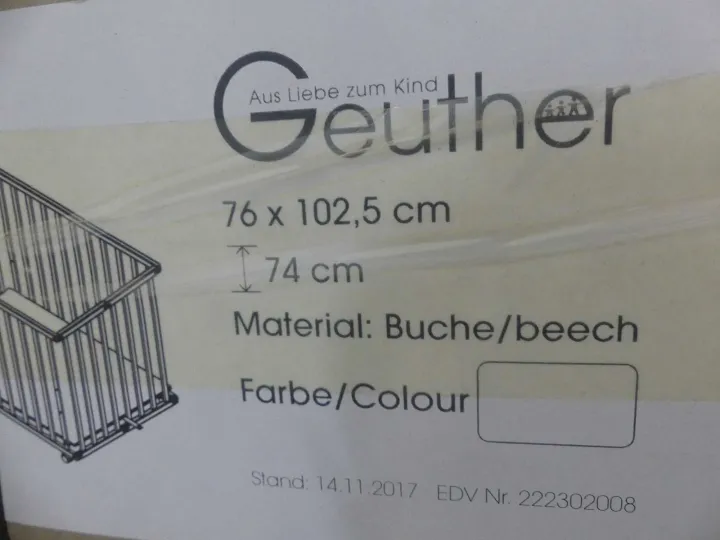 Aus Liebe zum Kind
Geuther
76 x 102,5 cm
74 cm
Material: Buche/beech
Farbe/Colour
Stand: 14.11.2017 EDV Nr. 222302008